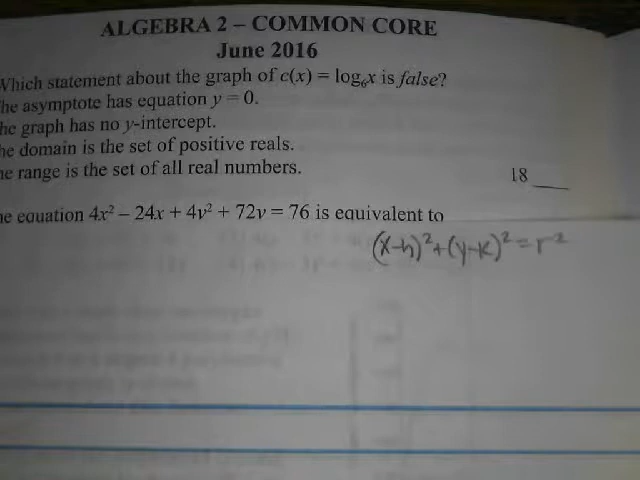 ALGEBRA 2 – COMMON CORE
June 2016
Which statement about the graph of c(x) = log₆x is false?
he asymptote has equation y = 0.
he graph has no y-intercept.
he domain is the set of positive reals.
he range is the set of all real numbers.
18 ___
he equation 4x² – 24x + 4y² + 72y = 76 is equivalent to
(x-h)²+(y-k)²=r²